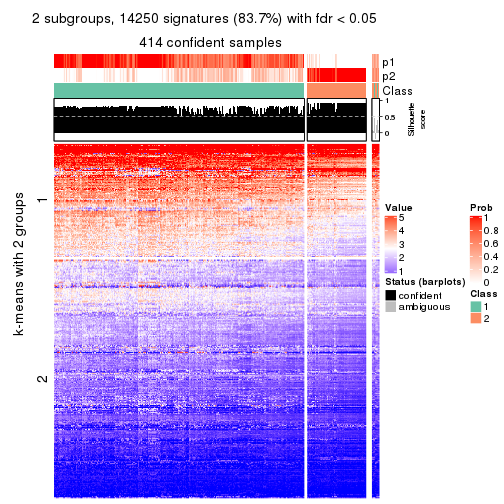 2 subgroups, 14250 signatures (83.7%) with fdr < 0.05
414 confident samples
p1
p2
Class
1
0.5
0
Silhouette
score
k-means with 2 groups
1
2
Value
5
4
3
2
1
Prob
1
0.8
0.6
0.4
0.2
0
Status (barplots)
confident
ambiguous
Class
1
2